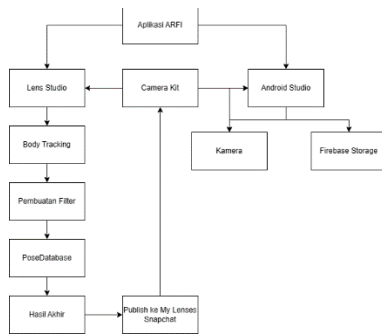 Aplikasi ARFI
Lens Studio
Camera Kit
Android Studio
Body Tracking
Kamera
Firebase Storage
Pembuatan Filter
PoseDatabase
Hasil Akhir
Publish ke My Lenses
Snapchat